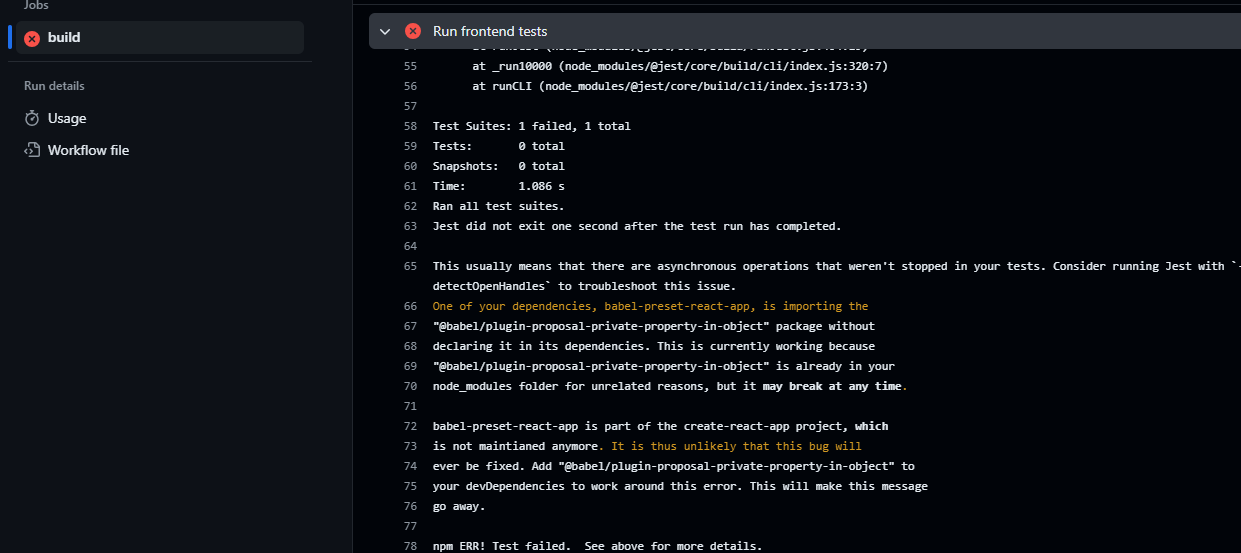 Jobs
build
Run details
Usage
Workflow file
Run frontend tests
55 at _run10000 (node_modules/@jest/core/build/cli/index.js:320:7)
56 at runCLI (node_modules/@jest/core/build/cli/index.js:173:3)
57
58 Test Suites: 1 failed, 1 total
59 Tests: 0 total
60 Snapshots: 0 total
61 Time: 1.086 s
62 Ran all test suites.
63 Jest did not exit one second after the test run has completed.
64
65 This usually means that there are asynchronous operations that weren't stopped in your tests. Consider running Jest with `-
detectOpenHandles` to troubleshoot this issue.
66 One of your dependencies, babel-preset-react-app, is importing the
67 "@babel/plugin-proposal-private-property-in-object" package without
68 declaring it in its dependencies. This is currently working because
69 "@babel/plugin-proposal-private-property-in-object" is already in your
70 node_modules folder for unrelated reasons, but it may break at any time.
71
72 babel-preset-react-app is part of the create-react-app project, which
73 is not maintianed anymore. It is thus unlikely that this bug will
74 ever be fixed. Add "@babel/plugin-proposal-private-property-in-object" to
75 your devDependencies to work around this error. This will make this message
76 go away.
77
78 npm ERR! Test failed.  See above for more details.